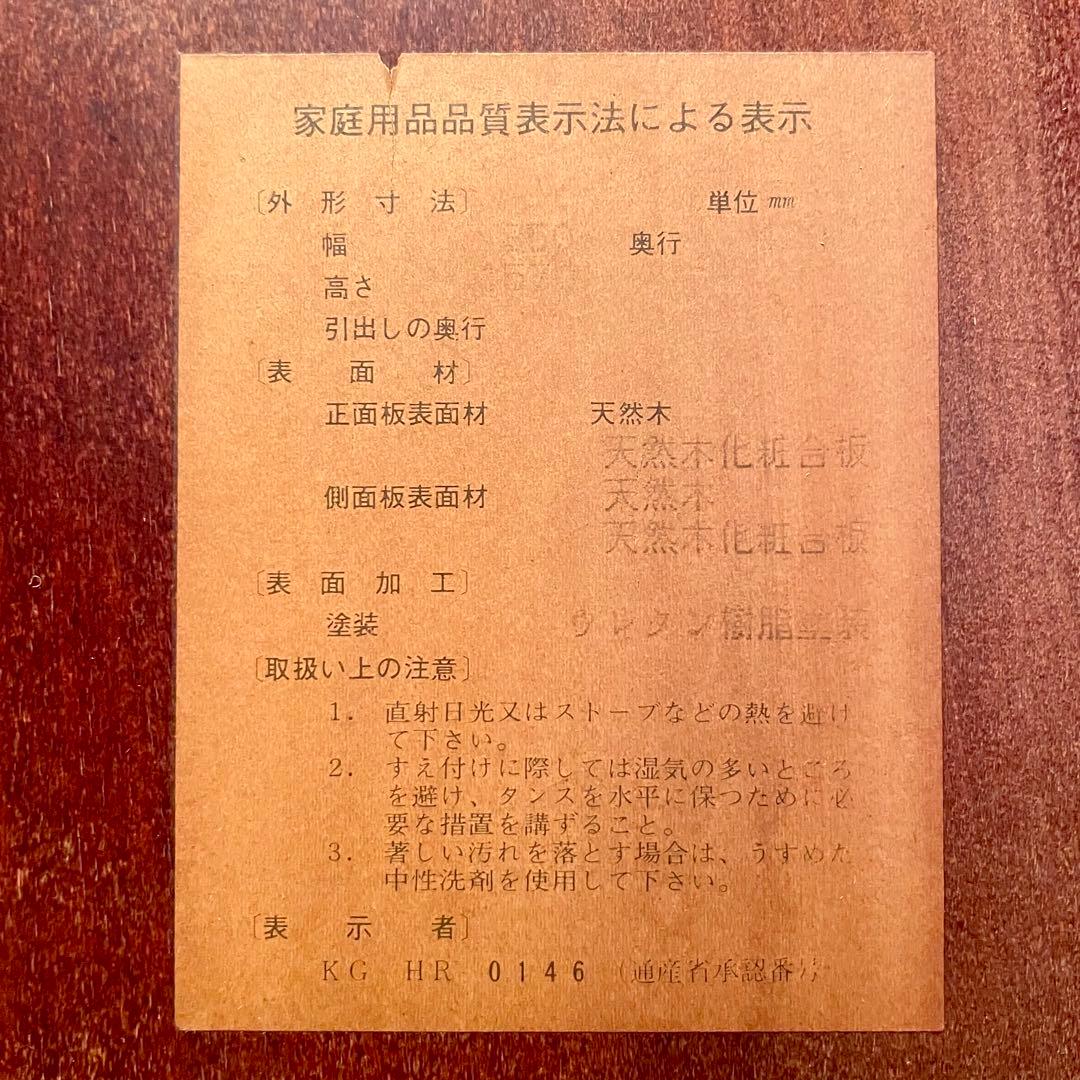 家庭用品品質表示法による表示
〔外形寸法〕 単位 mm
幅 奥行
高さ
引出しの奥行
〔表面材〕
正面板表面材 天然木
天然木化粧合板
側面板表面材 天然木
天然木化粧合板
〔表面加工〕
塗装 ウレタン樹脂塗装
〔取扱い上の注意〕
1. 直射日光又はストーブなどの熱を避け
て下さい。
2. すえ付けに際しては湿気の多いところ
を避け、タンスを水平に保つために必
要な措置を講ずること。
3. 著しい汚れを落とす場合は、うすめた
中性洗剤を使用して下さい。
〔表示者〕
KG HR 0146 (通産省承認番号